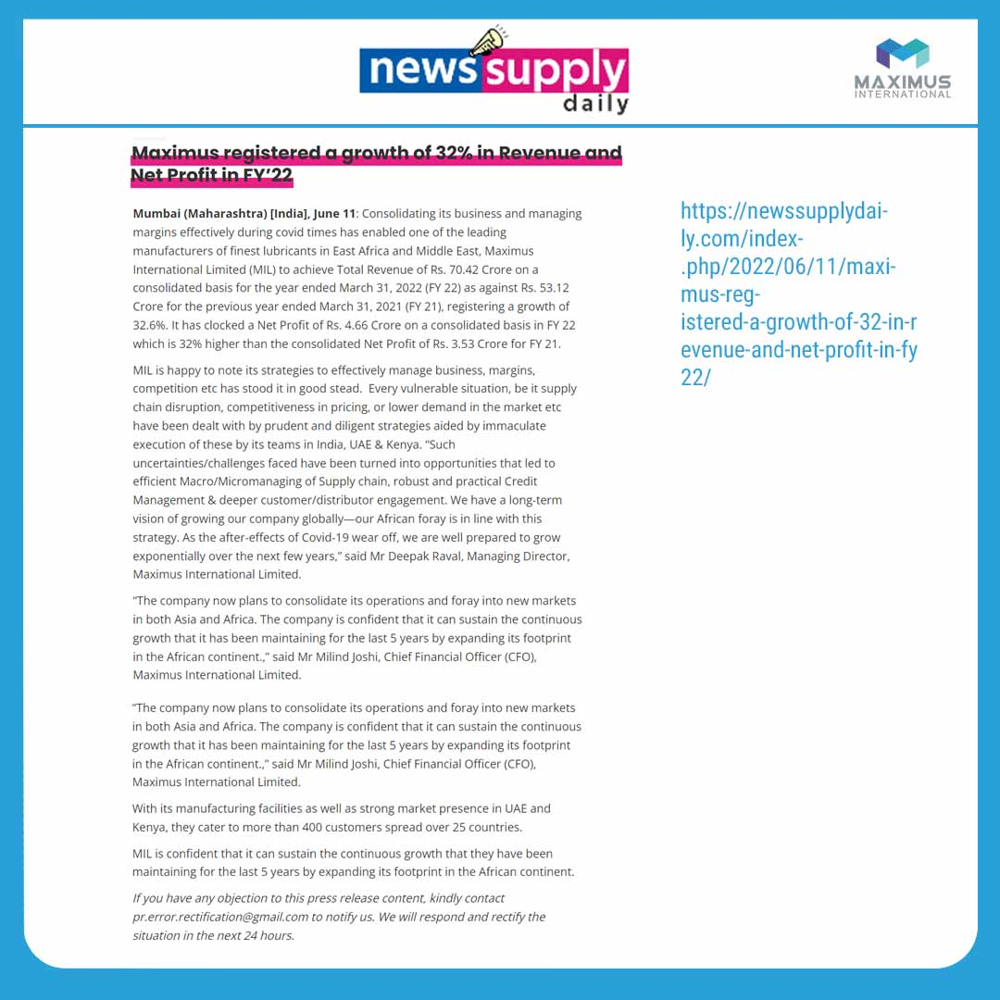 news supply
daily
MAXIMUS
INTERNATIONAL
Maximus registered a growth of 32% in Revenue and
Net Profit in FY’22
Mumbai (Maharashtra) [India], June 11: Consolidating its business and managing
margins effectively during covid times has enabled one of the leading
manufacturers of finest lubricants in East Africa and Middle East, Maximus
International Limited (MIL) to achieve Total Revenue of Rs. 70.42 Crore on a
consolidated basis for the year ended March 31, 2022 (FY 22) as against Rs. 53.12
Crore for the previous year ended March 31, 2021 (FY 21), registering a growth of
32.6%. It has clocked a Net Profit of Rs. 4.66 Crore on a consolidated basis in FY 22
which is 32% higher than the consolidated Net Profit of Rs. 3.53 Crore for FY 21.
MIL is happy to note its strategies to effectively manage business, margins,
competition etc has stood it in good stead.  Every vulnerable situation, be it supply
chain disruption, competitiveness in pricing, or lower demand in the market etc
have been dealt with by prudent and diligent strategies aided by immaculate
execution of these by its teams in India, UAE & Kenya. “Such
uncertainties/challenges faced have been turned into opportunities that led to
efficient Macro/Micromanaging of Supply chain, robust and practical Credit
Management & deeper customer/distributor engagement. We have a long-term
vision of growing our company globally—our African foray is in line with this
strategy. As the after-effects of Covid-19 wear off, we are well prepared to grow
exponentially over the next few years,” said Mr Deepak Raval, Managing Director,
Maximus International Limited.
“The company now plans to consolidate its operations and foray into new markets
in both Asia and Africa. The company is confident that it can sustain the continuous
growth that it has been maintaining for the last 5 years by expanding its footprint
in the African continent.,” said Mr Milind Joshi, Chief Financial Officer (CFO),
Maximus International Limited.
“The company now plans to consolidate its operations and foray into new markets
in both Asia and Africa. The company is confident that it can sustain the continuous
growth that it has been maintaining for the last 5 years by expanding its footprint
in the African continent.,” said Mr Milind Joshi, Chief Financial Officer (CFO),
Maximus International Limited.
With its manufacturing facilities as well as strong market presence in UAE and
Kenya, they cater to more than 400 customers spread over 25 countries.
MIL is confident that it can sustain the continuous growth that they have been
maintaining for the last 5 years by expanding its footprint in the African continent.
If you have any objection to this press release content, kindly contact
pr.error.rectification@gmail.com to notify us. We will respond and rectify the
situation in the next 24 hours.
https://newssupplydai-
ly.com/index-
.php/2022/06/11/maxi-
mus-reg-
istered-a-growth-of-32-in-r
evenue-and-net-profit-in-fy
22/